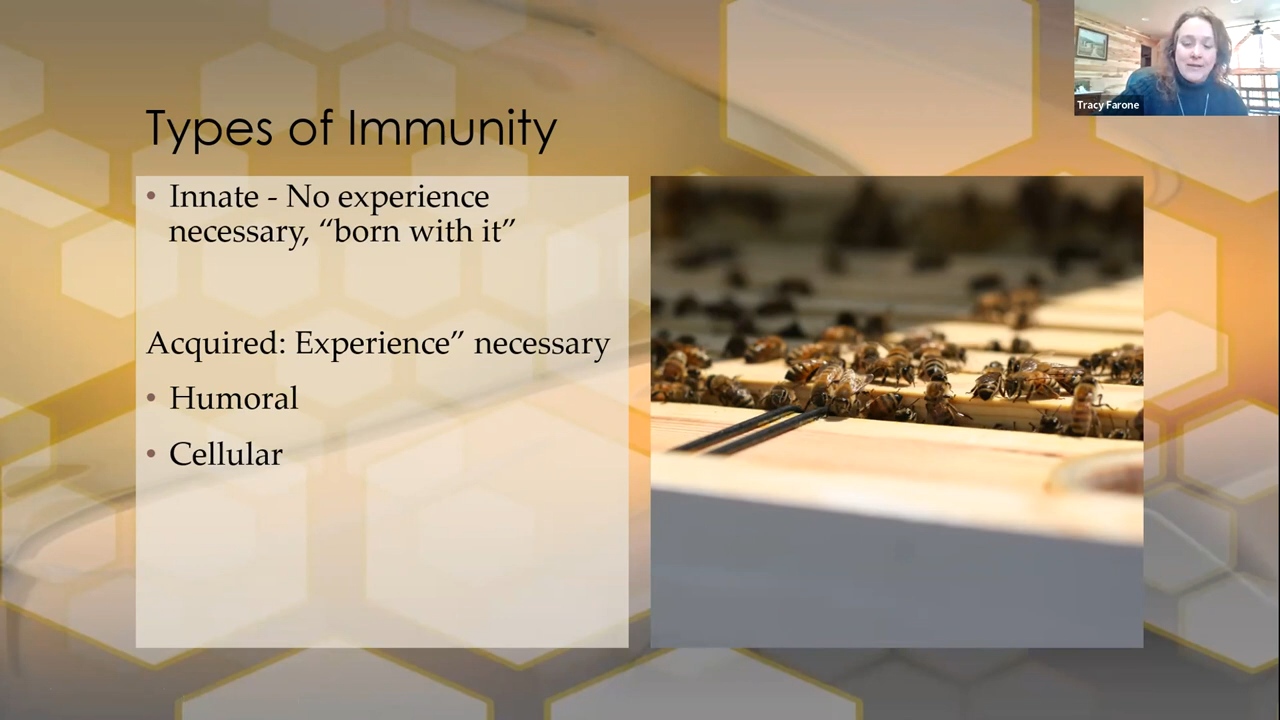 Types of Immunity
• Innate - No experience
necessary, “born with it”
Acquired: Experience” necessary
• Humoral
• Cellular
Tracy Farone